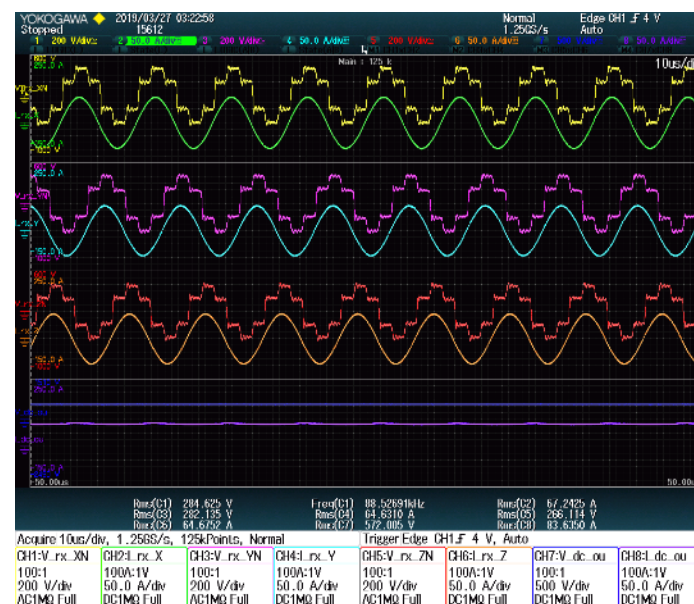 YOKOGAWA 2019/03/27 03:22:58 Normal Edge CH1 4 V
Stopped 15612 1.25GS/s Auto
1 200 V/div 2 50.0 A/div 3 200 V/div 4 50.0 A/div 5 200 V/div 6 50.0 A/div
Main : 125 k 10us/di
-50.00us 50.00
Rms(C1) 284.625 V Freq(C1) 88.52691kHz Rms(C2) 67.2425 A
Rms(C3) 282.135 V Rms(C4) 64.6310 A Rms(C5) 266.114 V
Rms(C6) 64.6752 A Rms(C7) 572.005 V Rms(C8) 83.6350 A
Acquire 10us/div, 1.25GS/s, 125kPoints, Normal Trigger Edge CH1, 4 V, Auto
CH1:V_rx_XN CH2:I_rx_X CH3:V_rx_YN CH4:I_rx_Y CH5:V_rx_ZN CH6:I_rx_Z CH7:V_dc_ou CH8:I_dc_ou
100:1 100A:1V 100:1 100A:1V 100:1 100A:1V 100:1 100A:1V
200 V/div 50.0 A/div 200 V/div 50.0 A/div 200 V/div 50.0 A/div 500 V/div 50.0 A/div
AC1MΩ Full DC1MΩ Full AC1MΩ Full DC1MΩ Full AC1MΩ Full DC1MΩ Full DC1MΩ Full DC1MΩ Full